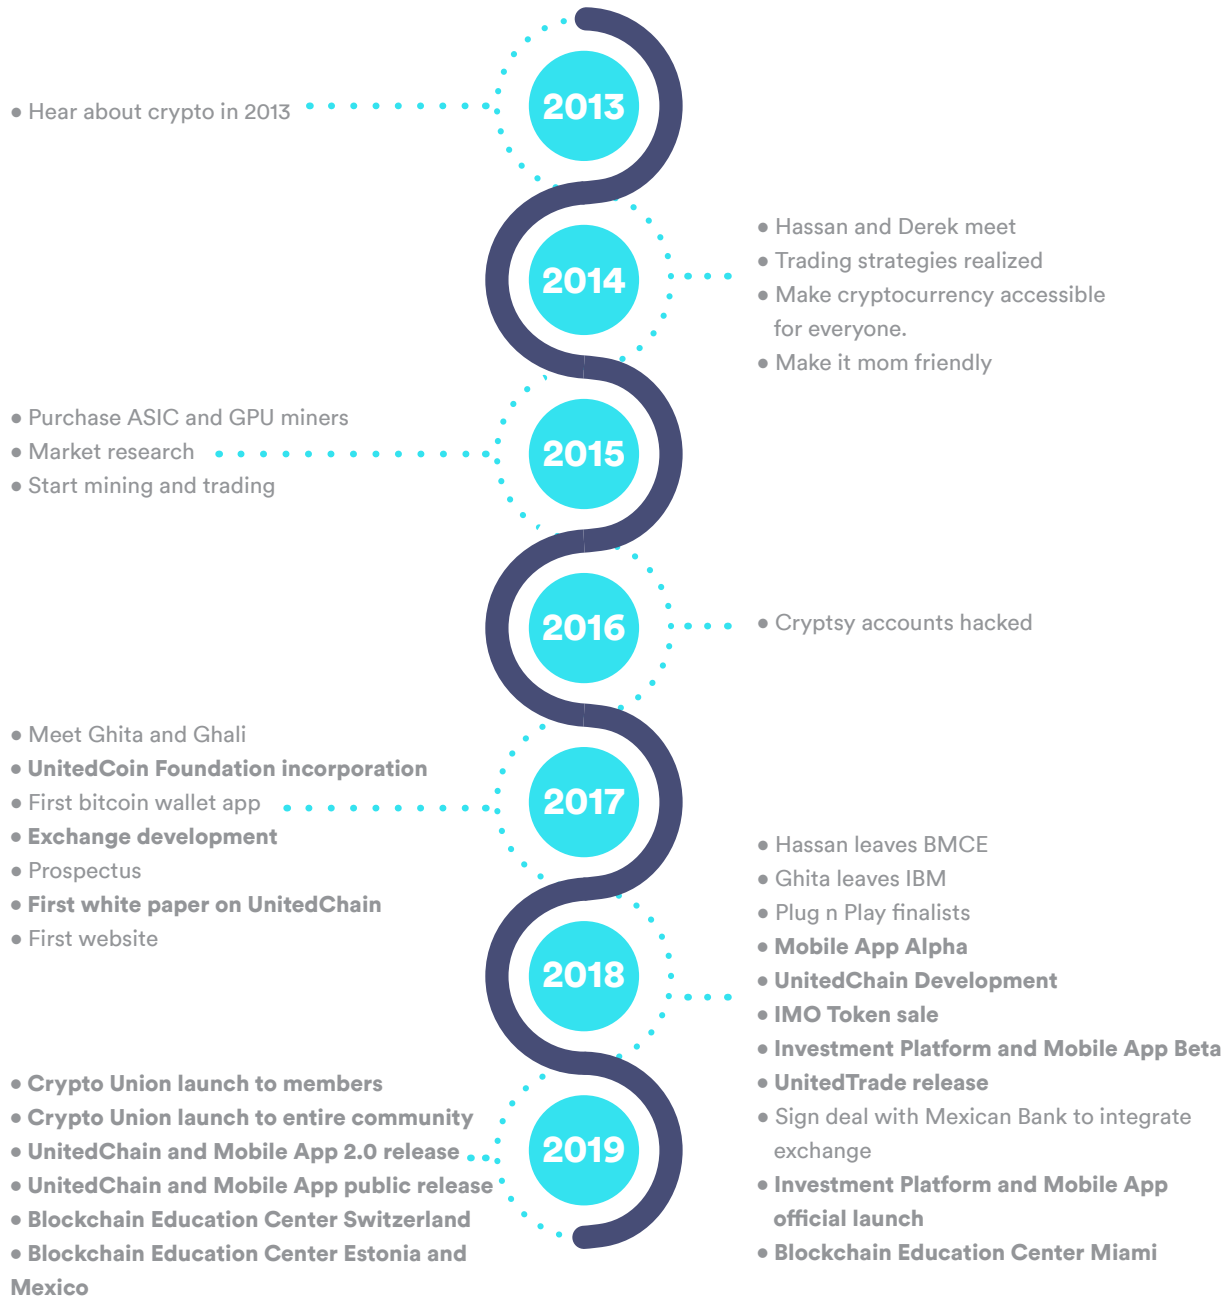 2013
• Hear about crypto in 2013
2014
• Hassan and Derek meet
• Trading strategies realized
• Make cryptocurrency accessible
for everyone.
• Make it mom friendly
2015
• Purchase ASIC and GPU miners
• Market research
• Start mining and trading
2016
• Cryptsy accounts hacked
2017
• Meet Ghita and Ghali
• UnitedCoin Foundation incorporation
• First bitcoin wallet app
• Exchange development
• Prospectus
• First white paper on UnitedChain
• First website
2018
• Hassan leaves BMCE
• Ghita leaves IBM
• Plug n Play finalists
• Mobile App Alpha
• UnitedChain Development
• IMO Token sale
• Investment Platform and Mobile App Beta
• UnitedTrade release
• Sign deal with Mexican Bank to integrate
exchange
• Investment Platform and Mobile App
official launch
• Blockchain Education Center Miami
2019
• Crypto Union launch to members
• Crypto Union launch to entire community
• UnitedChain and Mobile App 2.0 release
• UnitedChain and Mobile App public release
• Blockchain Education Center Switzerland
• Blockchain Education Center Estonia and
Mexico